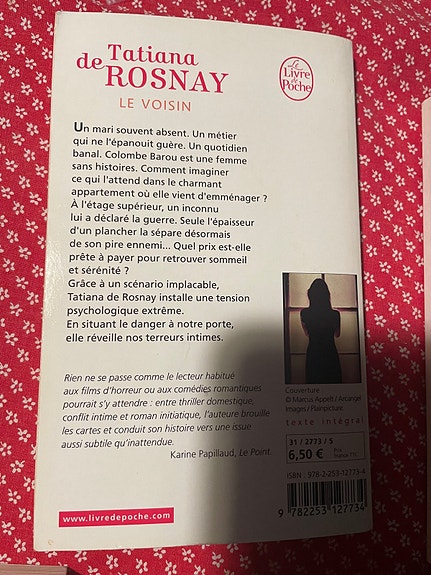 Tatiana
de ROSNAY
LE VOISIN
Le
Livre
de
Poche
Un mari souvent absent. Un métier
qui ne l'épanouit guère. Un quotidien
banal. Colombe Barou est une femme
sans histoires. Comment imaginer
ce qui l'attend dans le charmant
appartement où elle vient d'emménager ?
À l'étage supérieur, un inconnu
lui a déclaré la guerre. Seule l'épaisseur
d'un plancher la sépare désormais
de son pire ennemi... Quel prix est-elle
prête à payer pour retrouver sommeil
et sérénité ?
Grâce à un scénario implacable,
Tatiana de Rosnay installe une tension
psychologique extrême.
En situant le danger à notre porte,
elle réveille nos terreurs intimes.
Rien ne se passe comme le lecteur habitué
aux films d'horreur ou aux comédies romantiques
pourrait s'y attendre : entre thriller domestique,
conflit intime et roman initiatique, l'auteure brouille
les cartes et conduit son histoire vers une issue
aussi subtile qu'inattendue.
Karine Papillaud, Le Point
Couverture :
© Marcus Appelt / Arcangel
Images / Plainpicture
texte intégral
31 / 2773 / 5
6,50 €
Prix
France TTC
ISBN : 978-2-253-12773-4
9 782253 127734
www.livredepoche.com